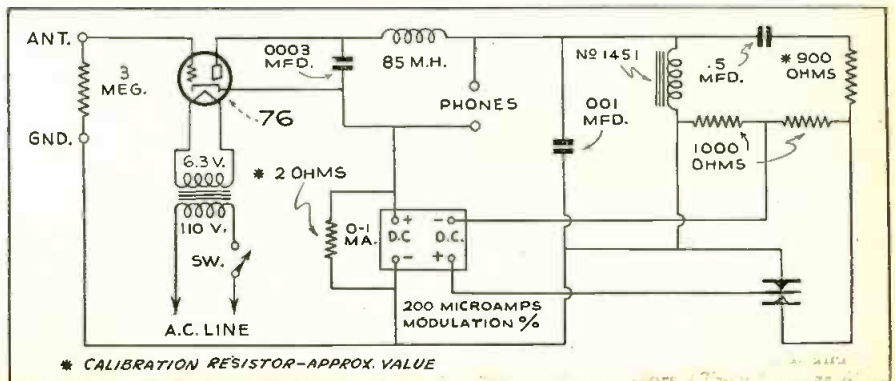 ANT.
3
MEG.
GND.
.0003
MFD.
76
6.3 V.
110 V.
SW.
A.C. LINE
85 M.H.
PHONES
* 2 OHMS
0-1
MA.
+ -
D.C D.C.
- +
200 MICROAMPS
MODULATION %
.001
MFD.
No 1451
.5
MFD.
* 900
OHMS
1000
OHMS
* CALIBRATION RESISTOR-APPROX. VALUE